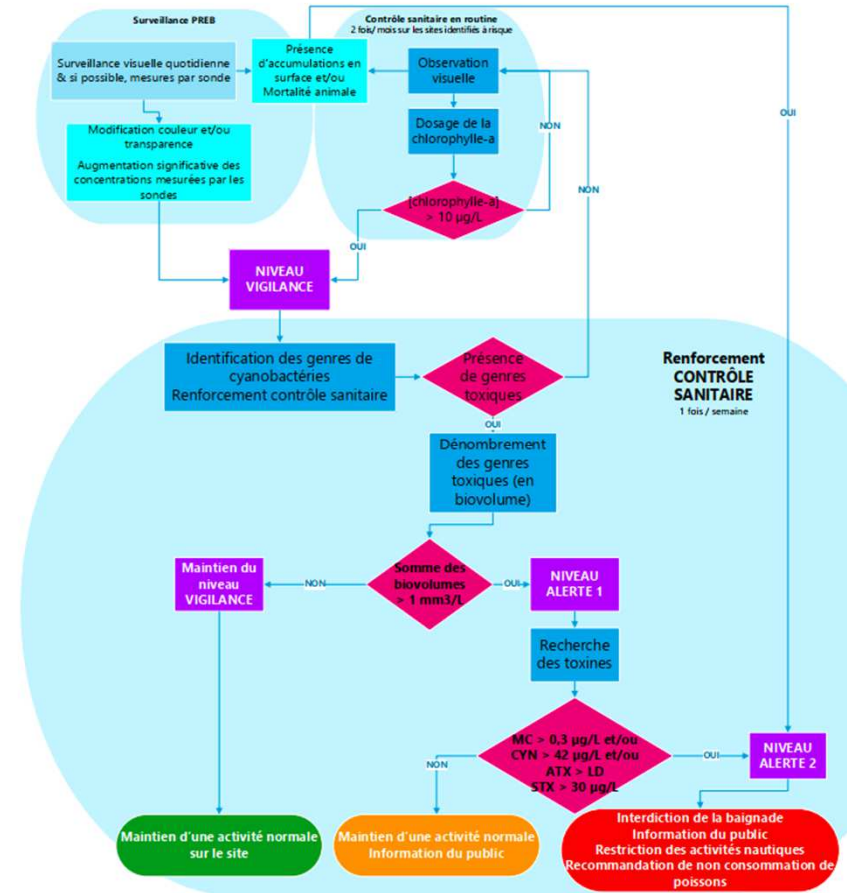 Surveillance PREB
Contrôle sanitaire en routine
2 fois/ mois sur les sites identifiés à risque
Surveillance visuelle quotidienne
& si possible, mesures par sonde
Présence
d'accumulations en
surface et/ou
Mortalité animale
Observation
visuelle
OUI
Dosage de la
chlorophylle-a
NON
Modification couleur et/ou
transparence
Augmentation significative des
concentrations mesurées par les
sondes
NON
[chlorophylle-a]
> 10 µg/L
OUI
NIVEAU
VIGILANCE
Identification des genres de
cyanobactéries
Renforcement contrôle sanitaire
Présence
de genres
toxiques
Renforcement
CONTRÔLE
SANITAIRE
1 fois / semaine
OUI
Dénombrement
des genres
toxiques (en
biovolume)
Maintien du
niveau
VIGILANCE
NON
Somme des
biovolumes
> 1 mm3/L
OUI
NIVEAU
ALERTE 1
Recherche
des toxines
NON
MC > 0,3 µg/L et/ou
CYN > 42 µg/L et/ou
ATX > LD
STX > 30 µg/L
OUI
NIVEAU
ALERTE 2
Maintien d'une activité normale
sur le site
Maintien d'une activité normale
Information du public
Interdiction de la baignade
Information du public
Restriction des activités nautiques
Recommandation de non consommation de
poissons